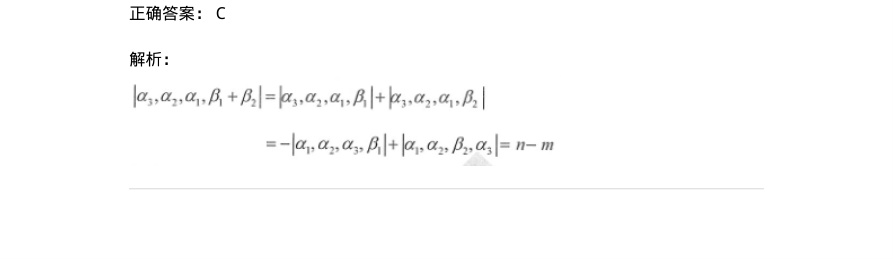 正确答案： C
解析：
|α₃,α₂,α₁,β₁+β₂|=|α₃,α₂,α₁,β₁|+|α₃,α₂,α₁,β₂|
=-|α₁,α₂,α₃,β₁|+|α₁,α₂,β₂,α₃|= n- m